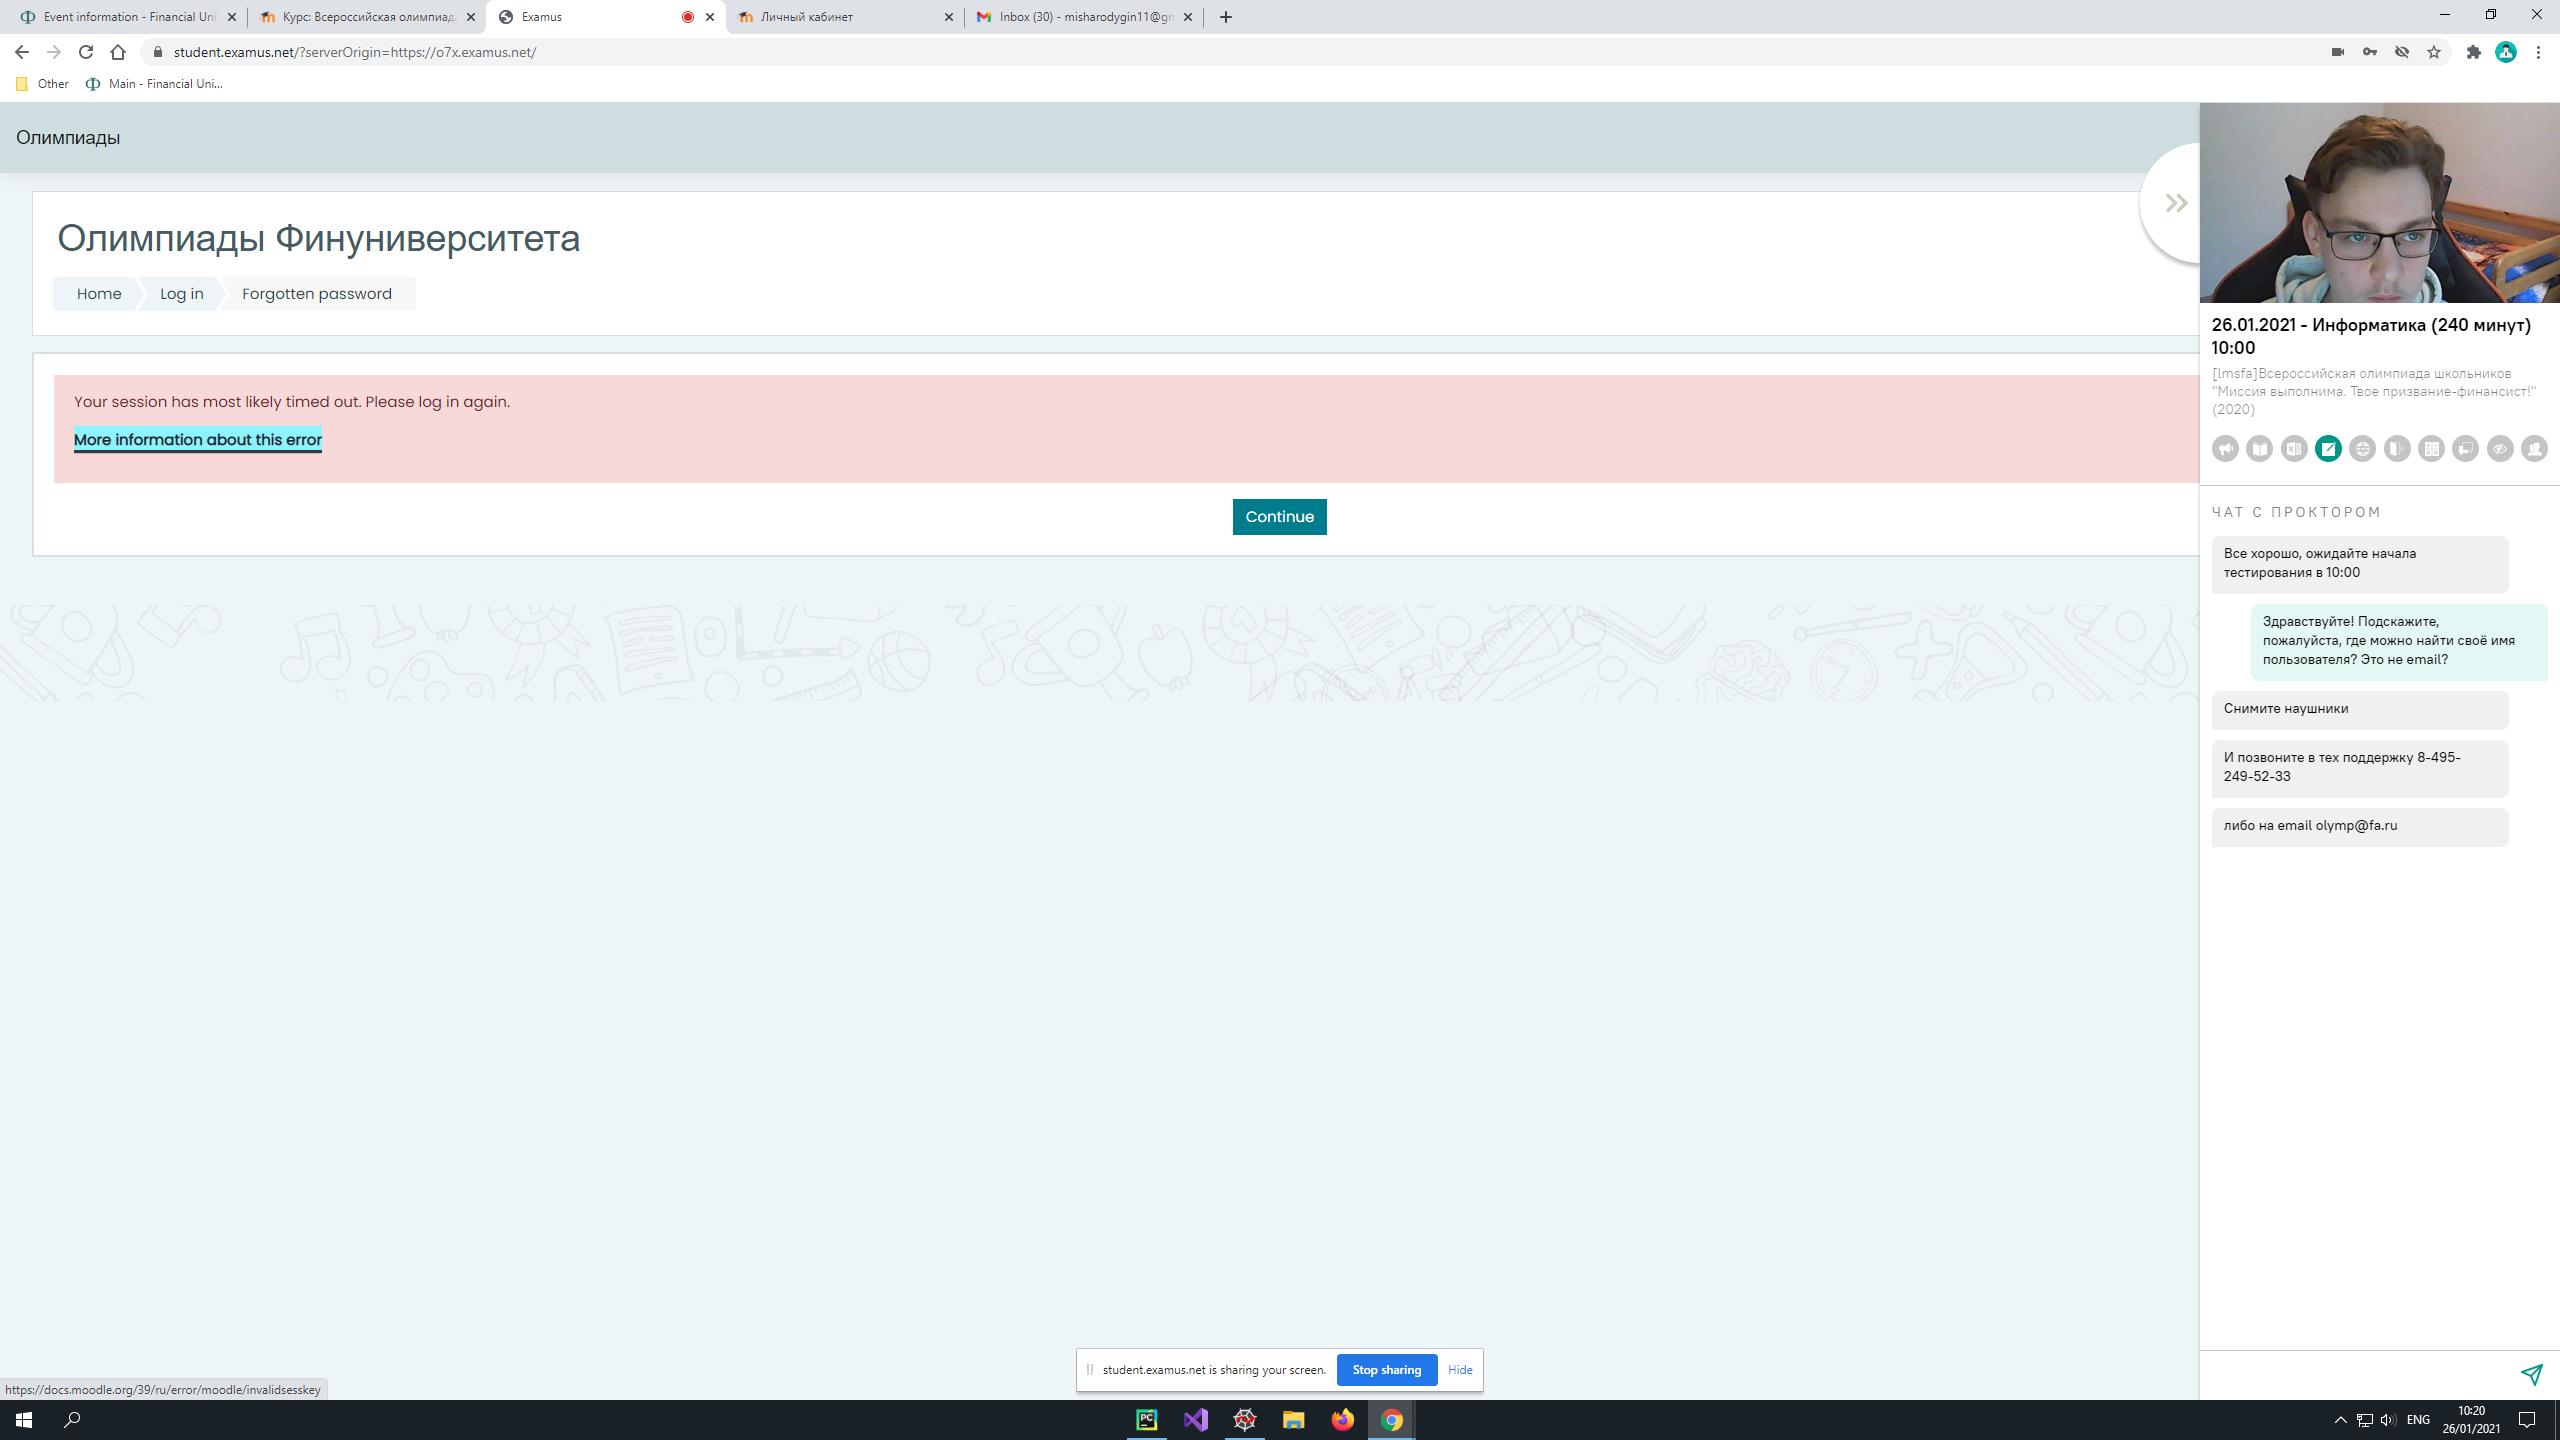 Event information - Financial Uni
Курс: Всероссийская олимпиада
Examus
Личный кабинет
Inbox (30) - misharodygin11@gm
student.examus.net/?serverOrigin=https://o7x.examus.net/
Other
Main - Financial Uni...
Олимпиады
Олимпиады Финуниверситета
Home
Log in
Forgotten password
Your session has most likely timed out. Please log in again.
More information about this error
Continue
26.01.2021 - Информатика (240 минут)
10:00
[lmsfa]Всероссийская олимпиада школьников
"Миссия выполнима. Твое призвание-финансист!"
(2020)
ЧАТ С ПРОКТОРОМ
Все хорошо, ожидайте начала
тестирования в 10:00
Здравствуйте! Подскажите,
пожалуйста, где можно найти своё имя
пользователя? Это не email?
Снимите наушники
И позвоните в тех поддержку 8-495-
249-52-33
либо на email olymp@fa.ru
student.examus.net is sharing your screen.
Stop sharing
Hide
https://docs.moodle.org/39/ru/error/moodle/invalidsesskey
PC
ENG
10:20
26/01/2021